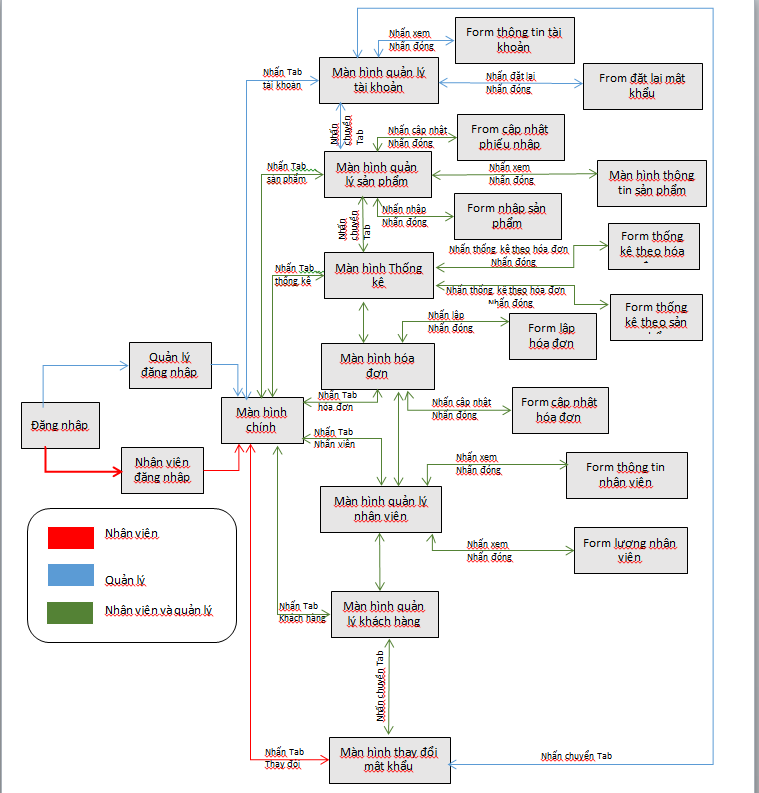 Nhấn xem
Nhấn đóng
Form thông tin tài
khoản
Màn hình quản lý
tài khoản
Nhấn Tab
tài khoản
Nhấn đặt lại
Nhấn đóng
From đặt lại mật
khẩu
Nhấn
chuyển
Tab
Nhấn cập nhật
Nhấn đóng
From cập nhật
phiếu nhập
Màn hình quản
lý sản phẩm
Nhấn Tab
sản phẩm
Nhấn xem
Nhấn đóng
Màn hình thông
tin sản phẩm
Nhấn
chuyển
Tab
Nhấn nhập
Nhấn đóng
Form nhập sản
phẩm
Nhấn thống kê theo hóa đơn
Nhấn đóng
Form thống
kê theo hóa
Màn hình Thống
kê
Nhấn Tab
thống kê
Nhấn thống kê theo hóa đơn
Nhấn đóng
Form thống
kê theo sản
Nhấn lập
Nhấn đóng
Form lập
hóa đơn
Màn hình hóa
đơn
Quản lý
đăng nhập
Nhấn Tab
hóa đơn
Nhấn cập nhật
Nhấn đóng
Form cập nhật
hóa đơn
Đăng nhập
Màn hình
chính
Nhấn Tab
Nhân viên
Nhân viên
đăng nhập
Nhấn xem
Nhấn đóng
Form thông tin
nhân viên
Màn hình quản lý
nhân viên
Nhấn xem
Nhấn đóng
Form lương nhân
viên
Nhân viên
Quản lý
Nhân viên và quản lý
Nhấn Tab
Khách hàng
Màn hình quản
lý khách hàng
Nhấn chuyển Tab
Nhấn Tab
Thay đổi
Màn hình thay đổi
mật khẩu
Nhấn chuyển Tab